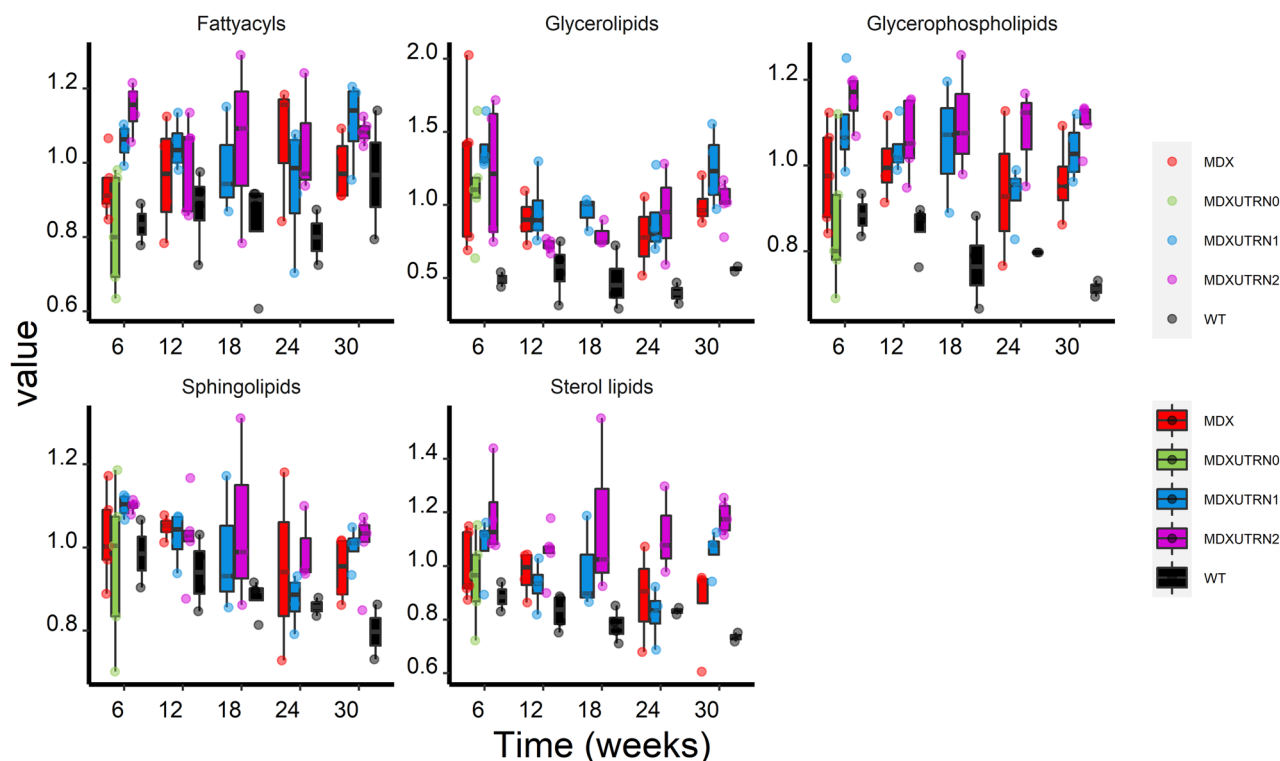 Fattyacyls
Glycerolipids
Glycerophospholipids
1.2
1.0
0.8
0.6
6 12 18 24 30
2.0
1.5
1.0
0.5
6 12 18 24 30
1.2
1.0
0.8
6 12 18 24 30
value
Sphingolipids
Sterol lipids
1.2
1.0
0.8
6 12 18 24 30
1.4
1.2
1.0
0.8
0.6
6 12 18 24 30
Time (weeks)
MDX
MDXUTRN0
MDXUTRN1
MDXUTRN2
WT
MDX
MDXUTRN0
MDXUTRN1
MDXUTRN2
WT